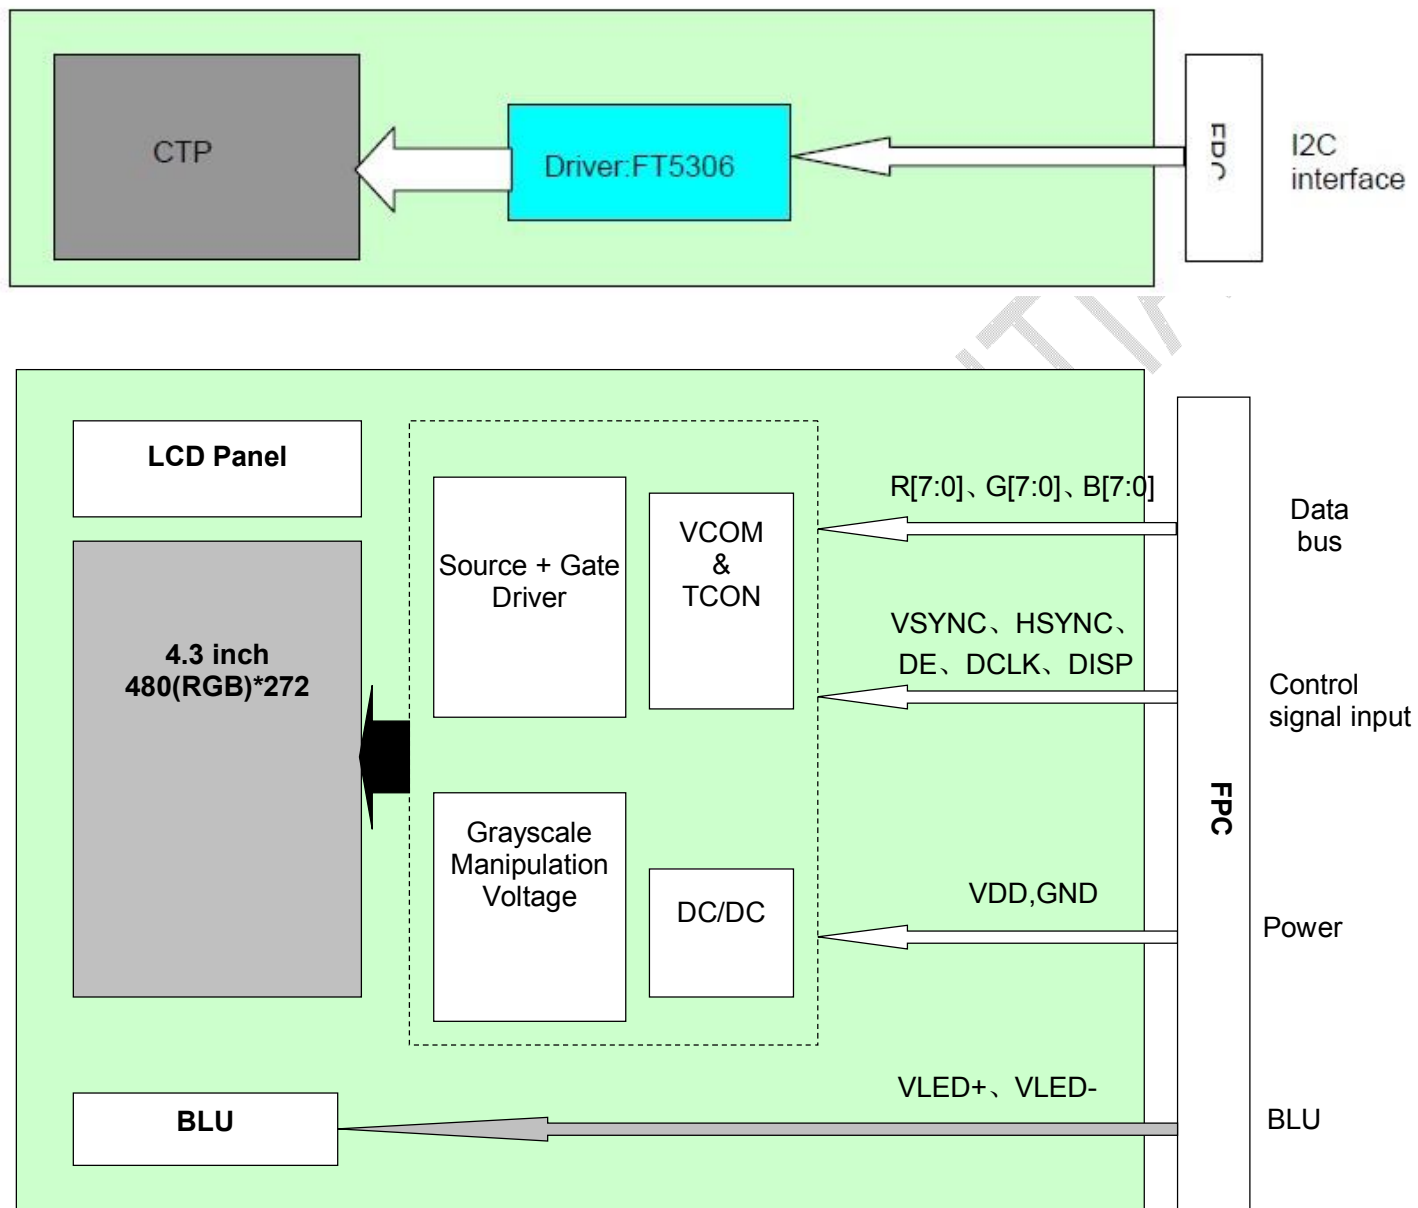 CTP
Driver:FT5306
FPC
I2C
interface
LCD Panel
4.3 inch
480(RGB)*272
Source + Gate
Driver
VCOM
&
TCON
Grayscale
Manipulation
Voltage
DC/DC
R[7:0]、G[7:0]、B[7:0]
VSYNC、HSYNC、
DE、DCLK、DISP
VDD,GND
VLED+、VLED-
BLU
FPC
Data
bus
Control
signal input
Power
BLU